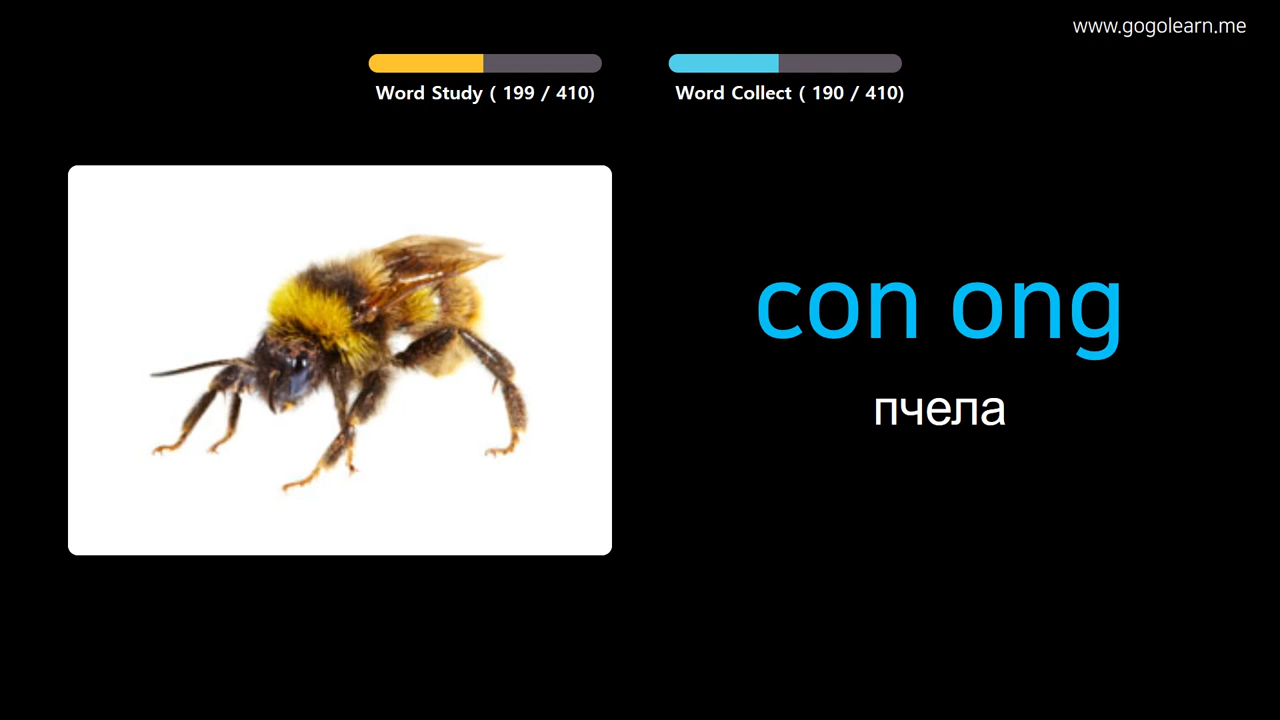 www.gogolearn.me
Word Study ( 199 / 410)
Word Collect ( 190 / 410)
con ong
пчела